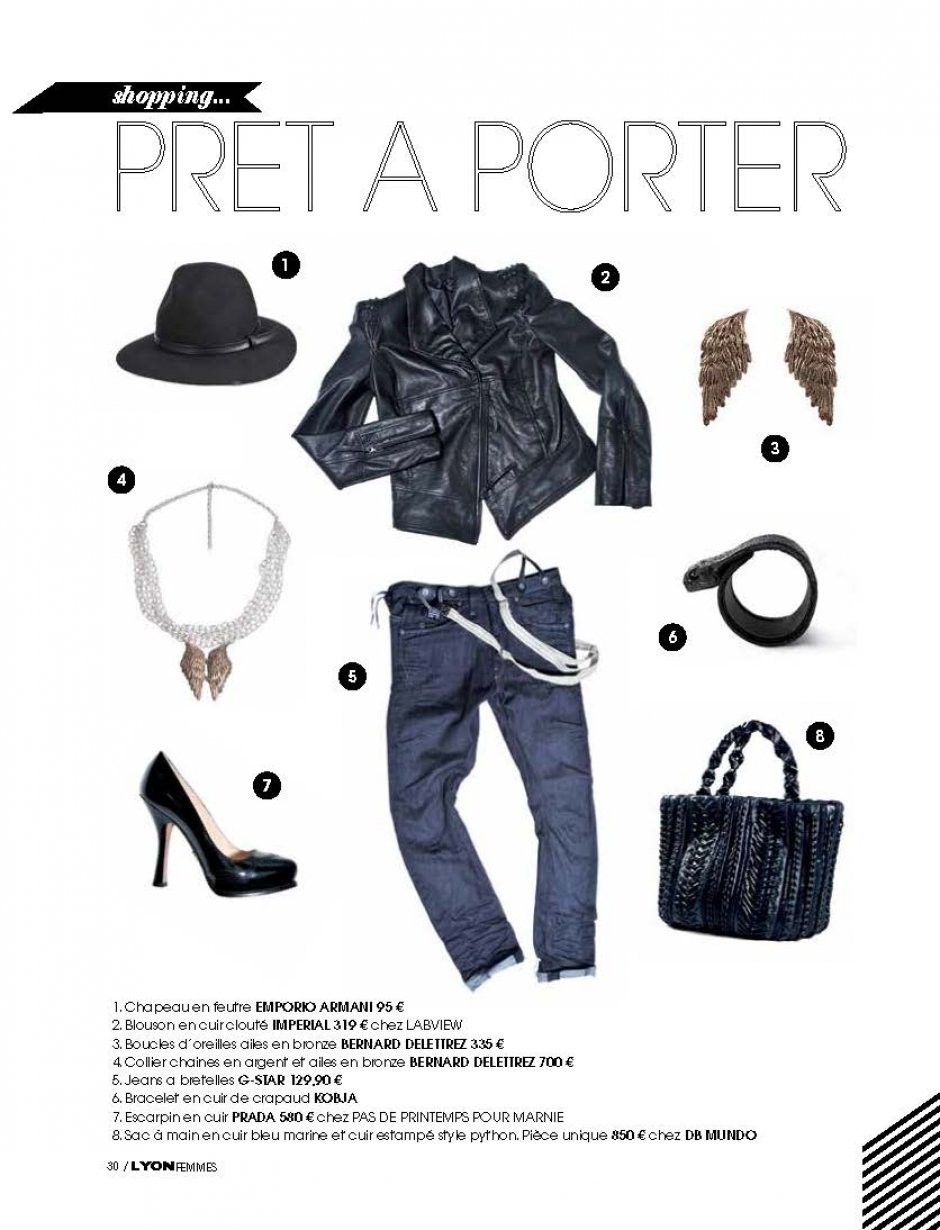 shopping...
PRET A PORTER
1
2
3
4
5
6
7
8
1. Chapeau en feutre EMPORIO ARMANI 95 €
2. Blouson en cuir clouté IMPERIAL 319 € chez LABVIEW
3. Boucles d´oreilles ailes en bronze BERNARD DELETTREZ 335 €
4. Collier chaines en argent et ailes en bronze BERNARD DELETTREZ 700 €
5. Jeans a bretelles G-STAR 129,90 €
6. Bracelet en cuir de crapaud KOBJA
7. Escarpin en cuir PRADA 580 € chez PAS DE PRINTEMPS POUR MARNIE
8. Sac á main en cuir bleu marine et cuir estampé style python. Pièce unique 850 € chez DB MUNDO
30 / LYONFEMMES